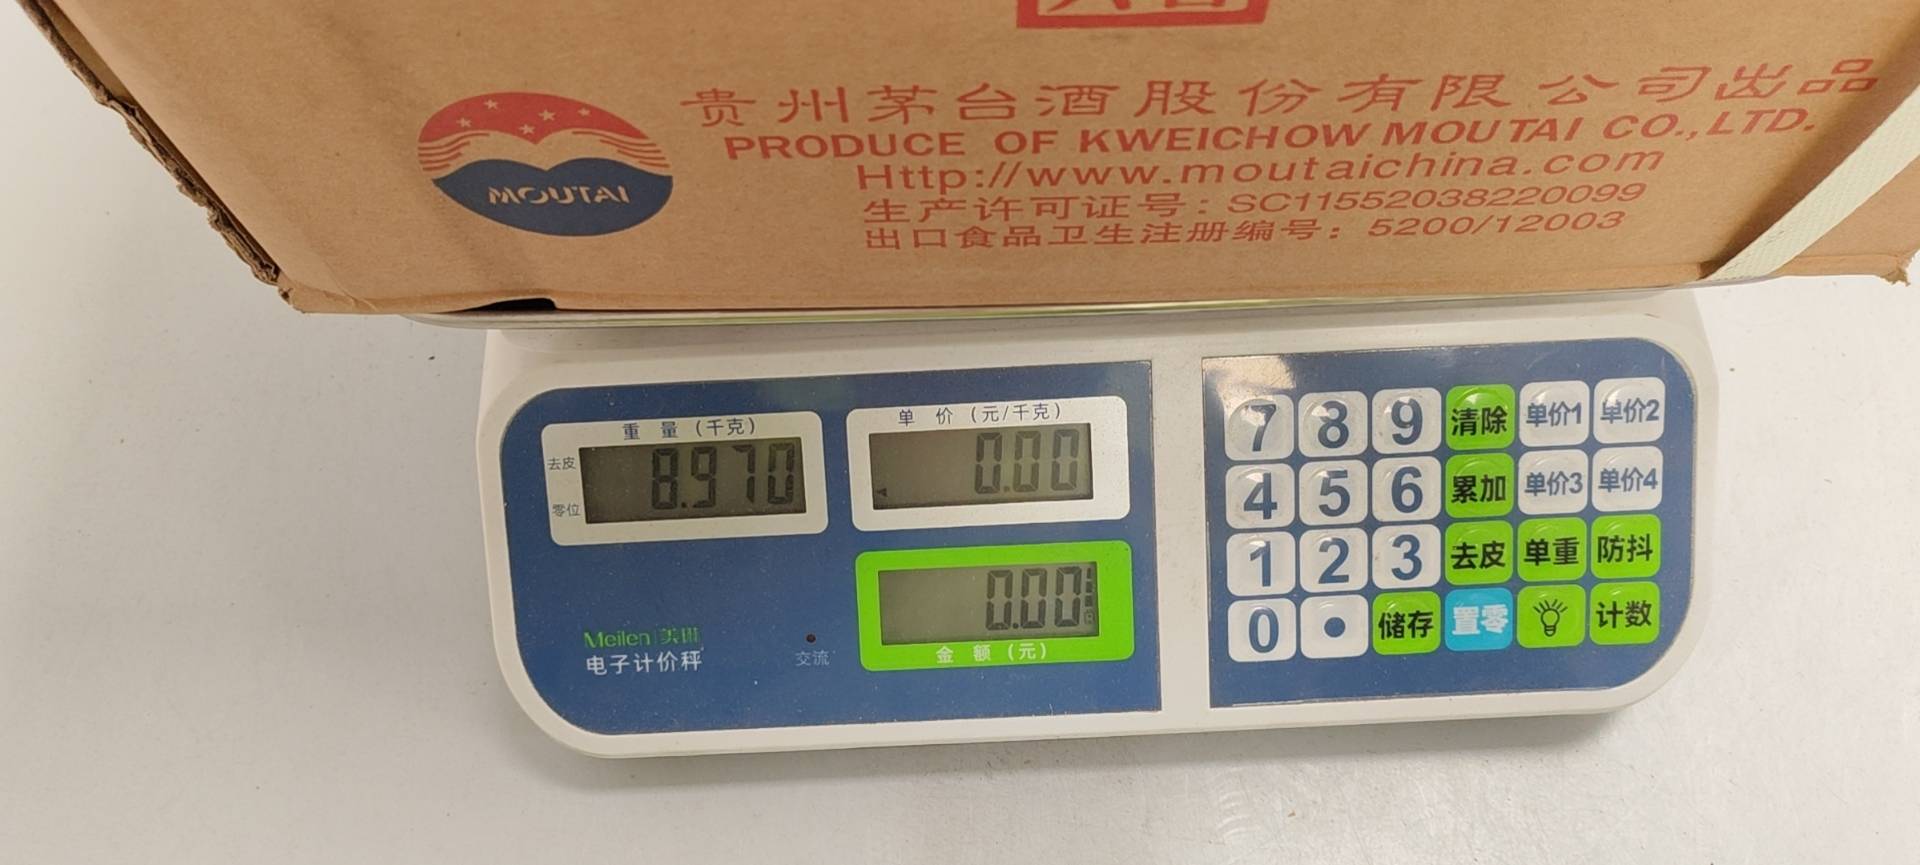 MOUTAI
贵州茅台酒股份有限公司出品
PRODUCE OF KWEICHOW MOUTAI CO.,LTD.
Http://www.moutaichina.com
生产许可证号：SC11552038220099
出口食品卫生注册编号：5200/12003
重量（千克）
去皮
零位
8.970
单价（元/千克）
0.00
0.00
金额（元）
Meilen 美琳
电子计价秤
交流
7 8 9 清除 单价1 单价2
4 5 6 累加 单价3 单价4
1 2 3 去皮 单重 防抖
0 • 储存 置零 计数